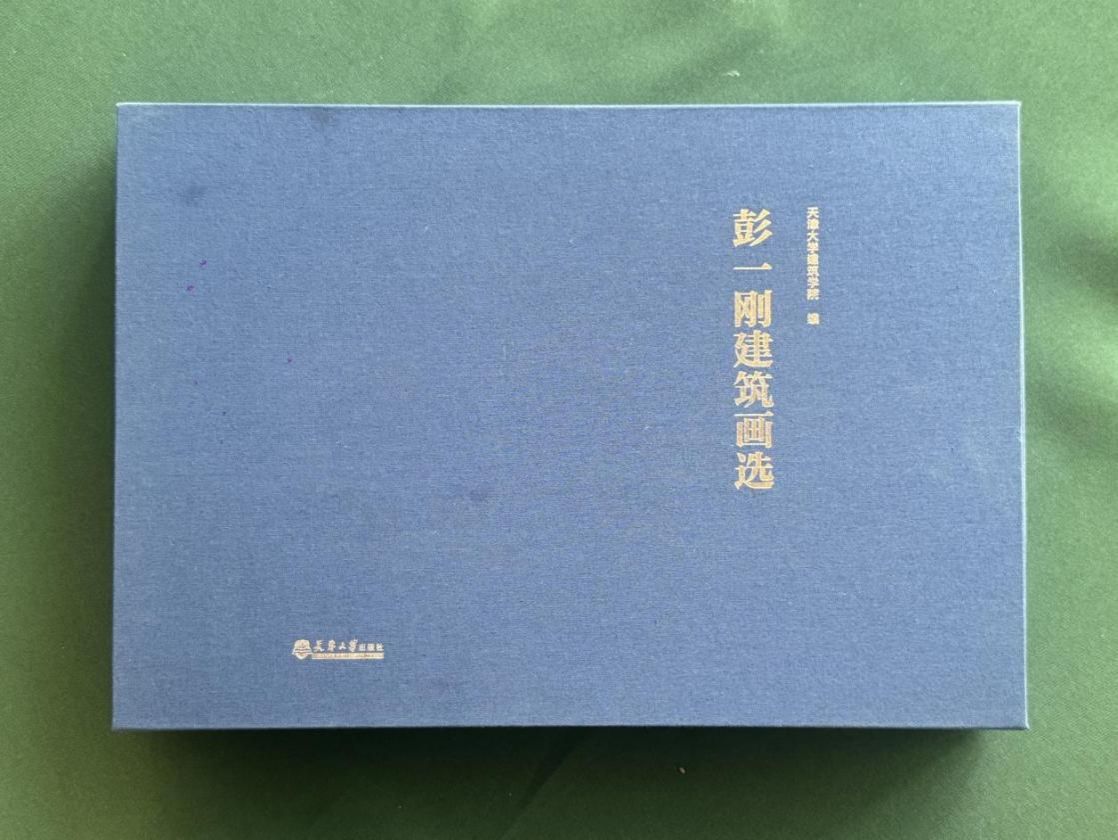 天津大学建筑学院 编
彭一刚建筑画选
天津大学出版社